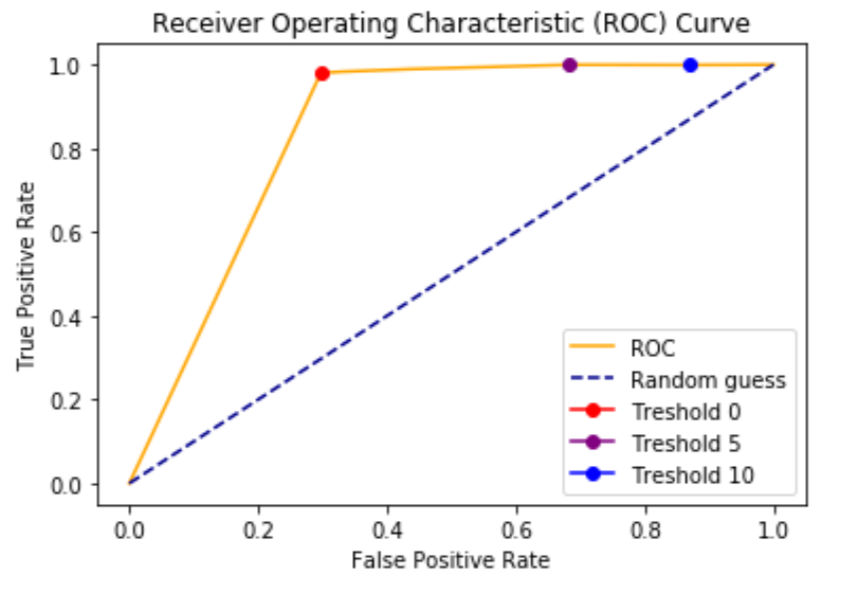 Receiver Operating Characteristic (ROC) Curve
True Positive Rate
1.0
0.8
0.6
0.4
0.2
0.0
ROC
Random guess
Treshold 0
Treshold 5
Treshold 10
0.0 0.2 0.4 0.6 0.8 1.0
False Positive Rate